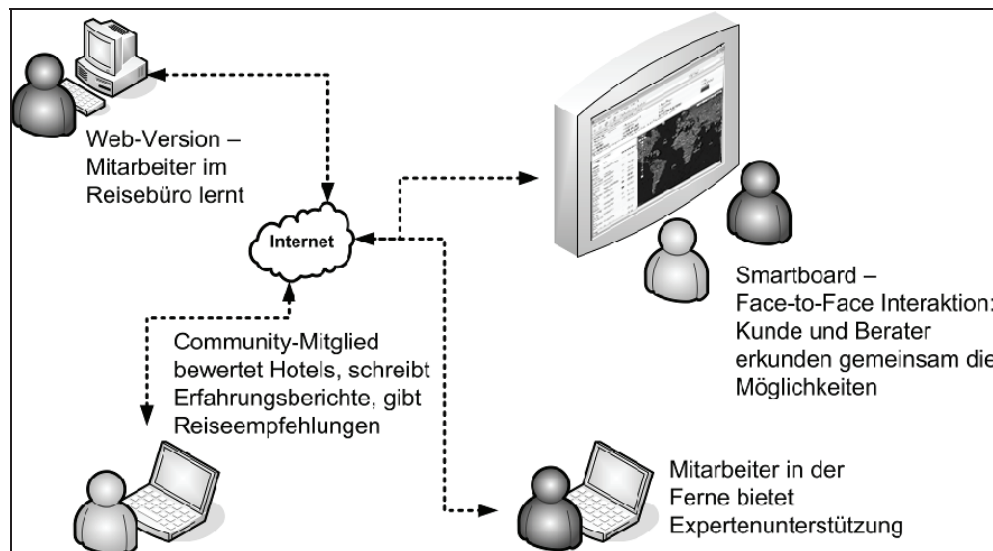 Web-Version –
Mitarbeiter im
Reisebüro lernt
Internet
Smartboard –
Face-to-Face Interaktion:
Kunde und Berater
erkunden gemeinsam die
Möglichkeiten
Community-Mitglied
bewertet Hotels, schreibt
Erfahrungsberichte, gibt
Reiseempfehlungen
Mitarbeiter in der
Ferne bietet
Expertenunterstützung